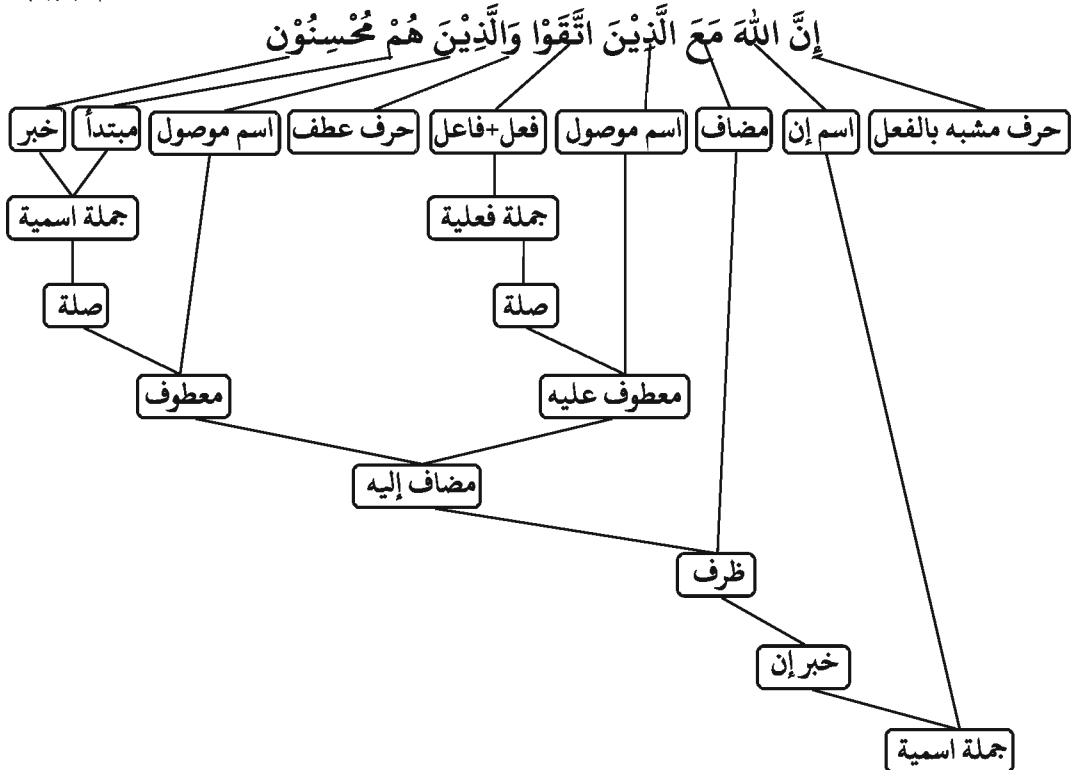 إِنَّ اللهَ مَعَ الَّذِيْنَ اتَّقَوْا وَالَّذِيْنَ هُمْ مُحْسِنُوْن
حرف مشبه بالفعل اسم إن مضاف اسم موصول فعل+فاعل حرف عطف اسم موصول مبتدأ خبر
جملة فعلية جملة اسمية
صلة صلة
معطوف عليه معطوف
مضاف إليه
ظرف
خبر إن
جملة اسمية